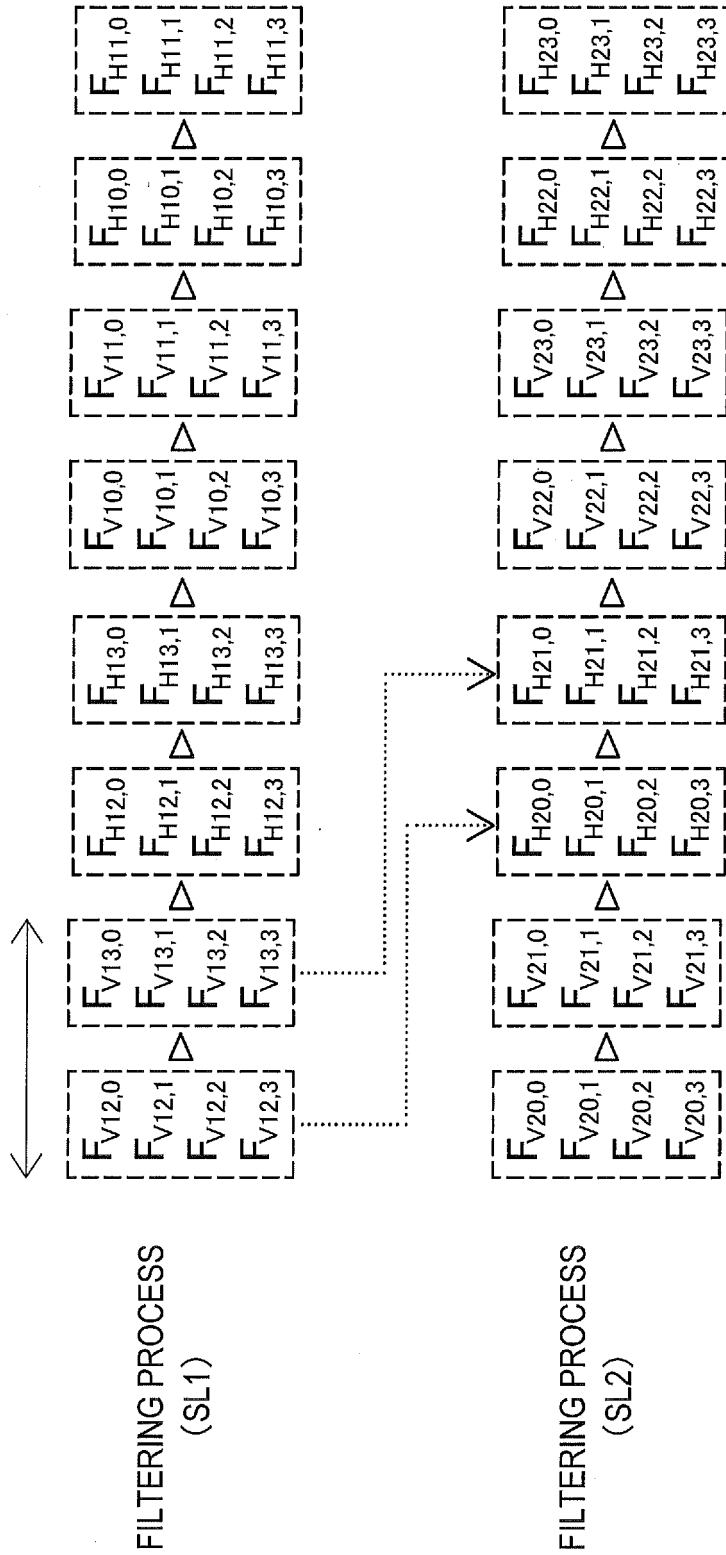 FILTERING PROCESS
(SL1)
FV12,0
FV12,1
FV12,2
FV12,3
FV13,0
FV13,1
FV13,2
FV13,3
FH12,0
FH12,1
FH12,2
FH12,3
FH13,0
FH13,1
FH13,2
FH13,3
FV10,0
FV10,1
FV10,2
FV10,3
FV11,0
FV11,1
FV11,2
FV11,3
FH10,0
FH10,1
FH10,2
FH10,3
FH11,0
FH11,1
FH11,2
FH11,3
FILTERING PROCESS
(SL2)
FV20,0
FV20,1
FV20,2
FV20,3
FV21,0
FV21,1
FV21,2
FV21,3
FH20,0
FH20,1
FH20,2
FH20,3
FH21,0
FH21,1
FH21,2
FH21,3
FV22,0
FV22,1
FV22,2
FV22,3
FV23,0
FV23,1
FV23,2
FV23,3
FH22,0
FH22,1
FH22,2
FH22,3
FH23,0
FH23,1
FH23,2
FH23,3